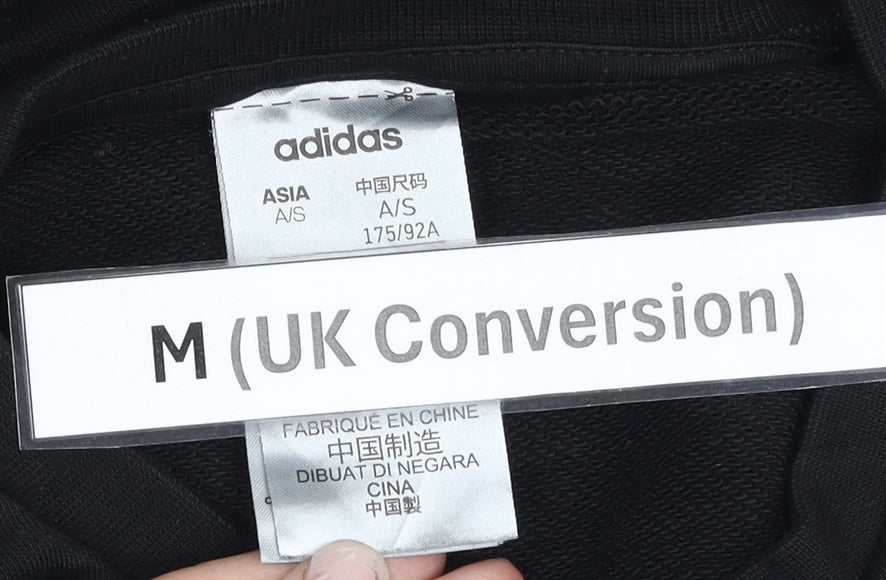 adidas
ASIA 中国尺码
A/S A/S
175/92A
M (UK Conversion)
FABRIQUÉ EN CHINE
中国制造
DIBUAT DI NEGARA
CINA
中国製